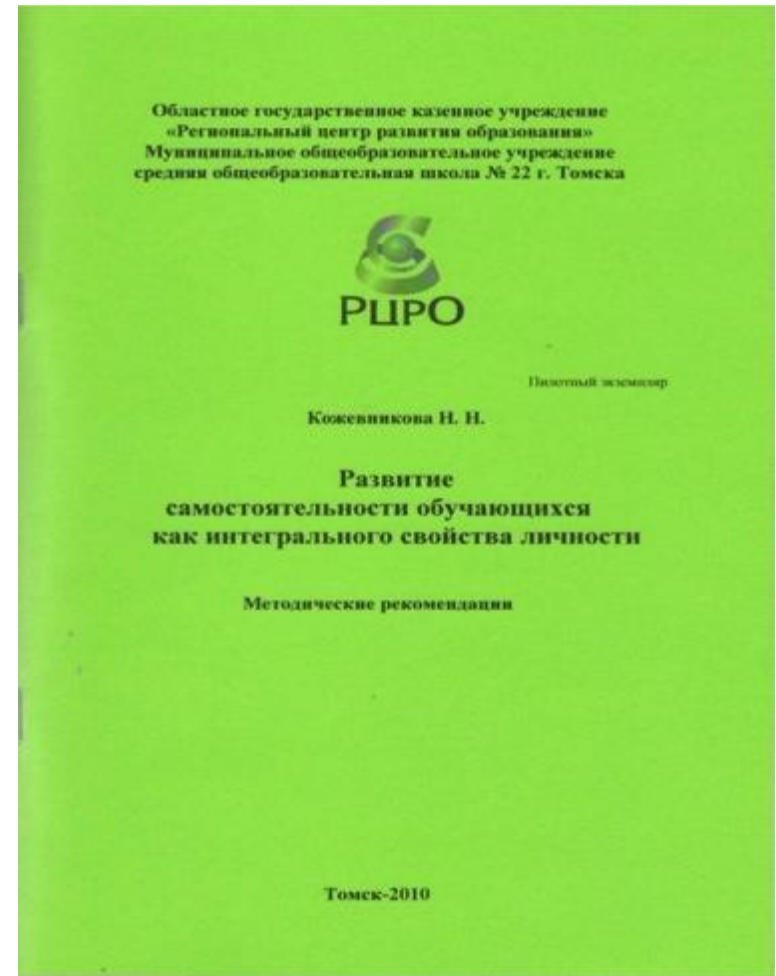 Областное государственное казенное учреждение
«Региональный центр развития образования»
Муниципальное общеобразовательное учреждение
средняя общеобразовательная школа № 22 г. Томска
РЦРО
Пилотный экземпляр
Кожевникова Н. Н.
Развитие
самостоятельности обучающихся
как интегрального свойства личности
Методические рекомендации
Томск-2010